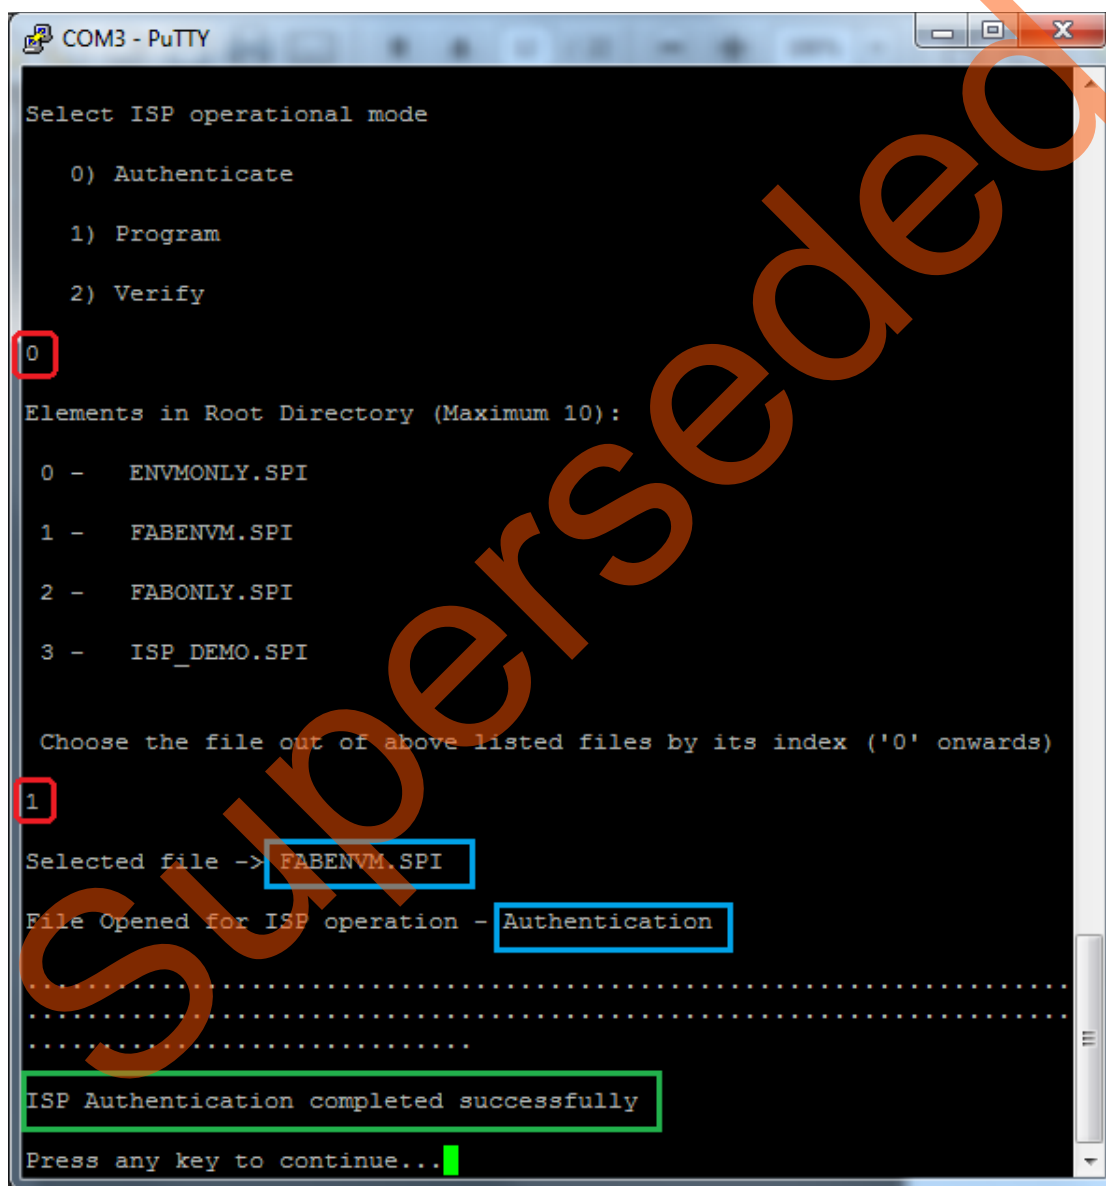 COM3 - PuTTY
Select ISP operational mode
0) Authenticate
1) Program
2) Verify
0
Elements in Root Directory (Maximum 10):
0 - ENVMONLY.SPI
1 - FABENVM.SPI
2 - FABONLY.SPI
3 - ISP_DEMO.SPI
Choose the file out of above listed files by its index ('0' onwards)
1
Selected file -> FABENVM.SPI
File Opened for ISP operation - Authentication
......................................................................
......................................................................
..............................
ISP Authentication completed successfully
Press any key to continue...
Superseded